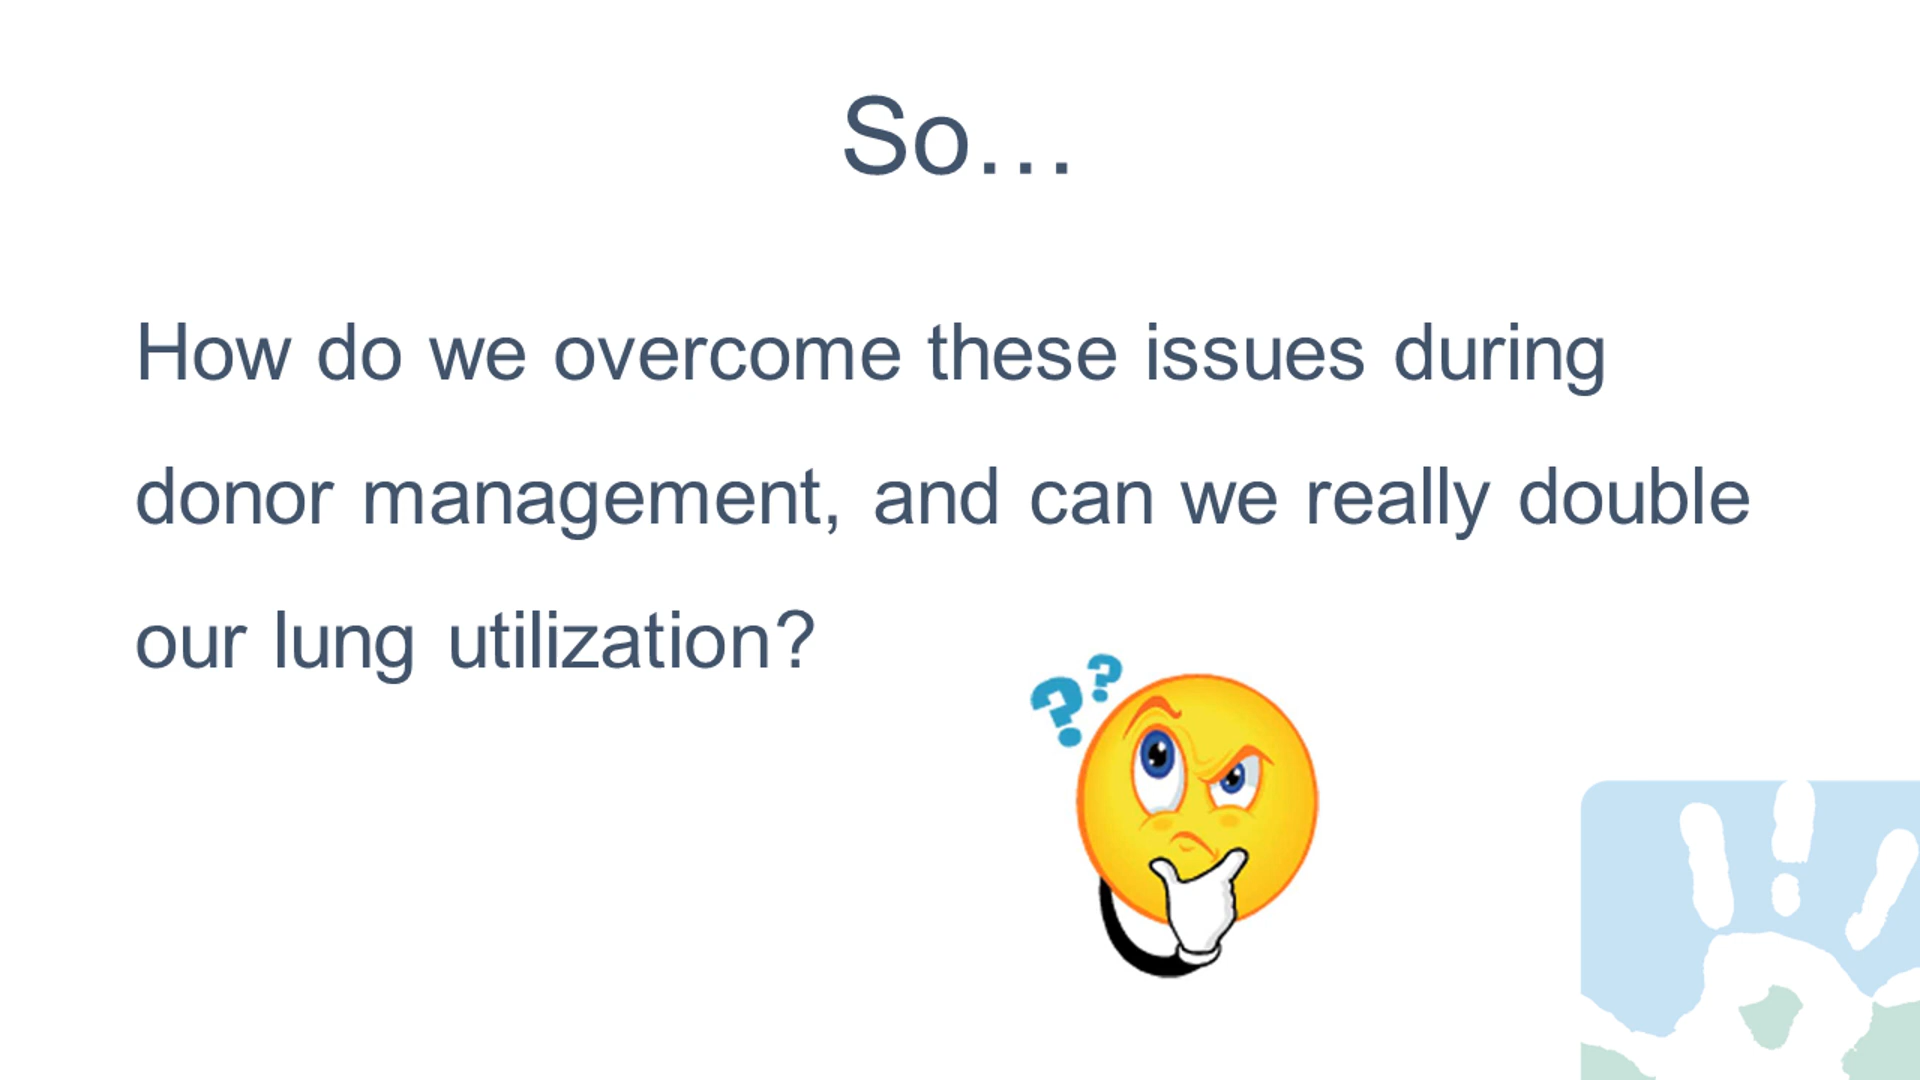 So…
How do we overcome these issues during
donor management, and can we really double
our lung utilization?
? ?